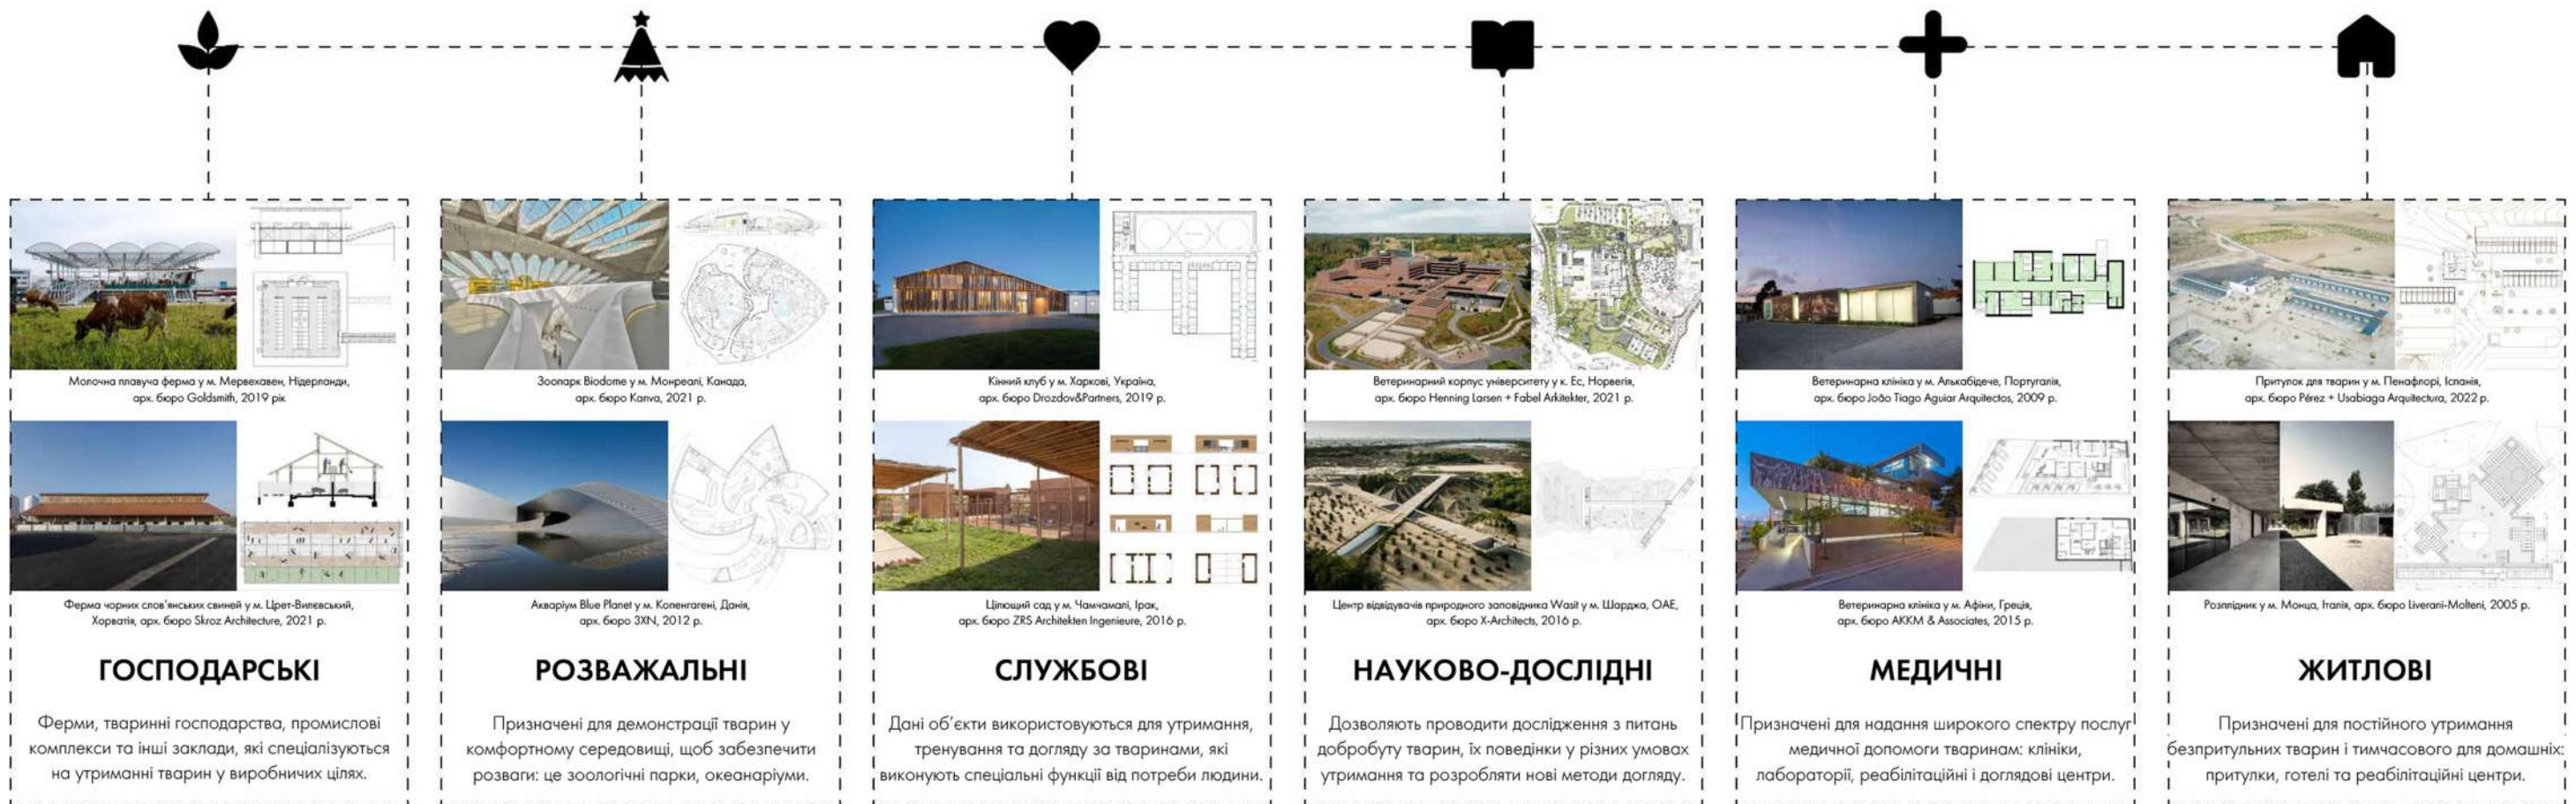 Молочна плавуча ферма у м. Мервехавен, Нідерланди,
арх. бюро Goldsmith, 2019 рік
Ферма чорних слов'янських свиней у м. Црет-Вилєвський,
Хорватія, арх. бюро Skroz Architecture, 2021 р.
ГОСПОДАРСЬКІ
Ферми, тваринні господарства, промислові
комплекси та інші заклади, які спеціалізуються
на утриманні тварин у виробничих цілях.
Зоопарк Biodome у м. Монреалі, Канада,
арх. бюро Kanva, 2021 р.
Акваріум Blue Planet у м. Копенгагені, Данія,
арх. бюро 3XN, 2012 р.
РОЗВАЖАЛЬНІ
Призначені для демонстрації тварин у
комфортному середовищі, щоб забезпечити
розваги: це зоологічні парки, океанаріуми.
Кінний клуб у м. Харкові, Україна,
арх. бюро Drozdov&Partners, 2019 р.
Цілющий сад у м. Чамчамалі, Ірак,
арх. бюро ZRS Architekten Ingenieure, 2016 р.
СЛУЖБОВІ
Дані об'єкти використовуються для утримання,
тренування та догляду за тваринами, які
виконують спеціальні функції від потреби людини.
Ветеринарний корпус університету у к. Ес, Норвегія,
арх. бюро Henning Larsen + Fabel Arkitekter, 2021 р.
Центр відвідувачів природного заповідника Wasit у м. Шарджа, ОАЕ,
арх. бюро X-Architects, 2016 р.
НАУКОВО-ДОСЛІДНІ
Дозволяють проводити дослідження з питань
добробуту тварин, їх поведінки у різних умовах
утримання та розробляти нові методи догляду.
Ветеринарна клініка у м. Алькабідече, Португалія,
арх. бюро João Tiago Aguiar Arquitectos, 2009 р.
Ветеринарна клініка у м. Афіни, Греція,
арх. бюро AKKM & Associates, 2015 р.
МЕДИЧНІ
Призначені для надання широкого спектру послуг
медичної допомоги тваринам: клініки,
лабораторії, реабілітаційні і доглядові центри.
Притулок для тварин у м. Пенафлорі, Іспанія,
арх. бюро Pérez + Usabiaga Arquitectura, 2022 р.
Розплідник у м. Монца, Італія, арх. бюро Liverani-Molteni, 2005 р.
ЖИТЛОВІ
Призначені для постійного утримання
безпритульних тварин і тимчасового для домашніх:
притулки, готелі та реабілітаційні центри.